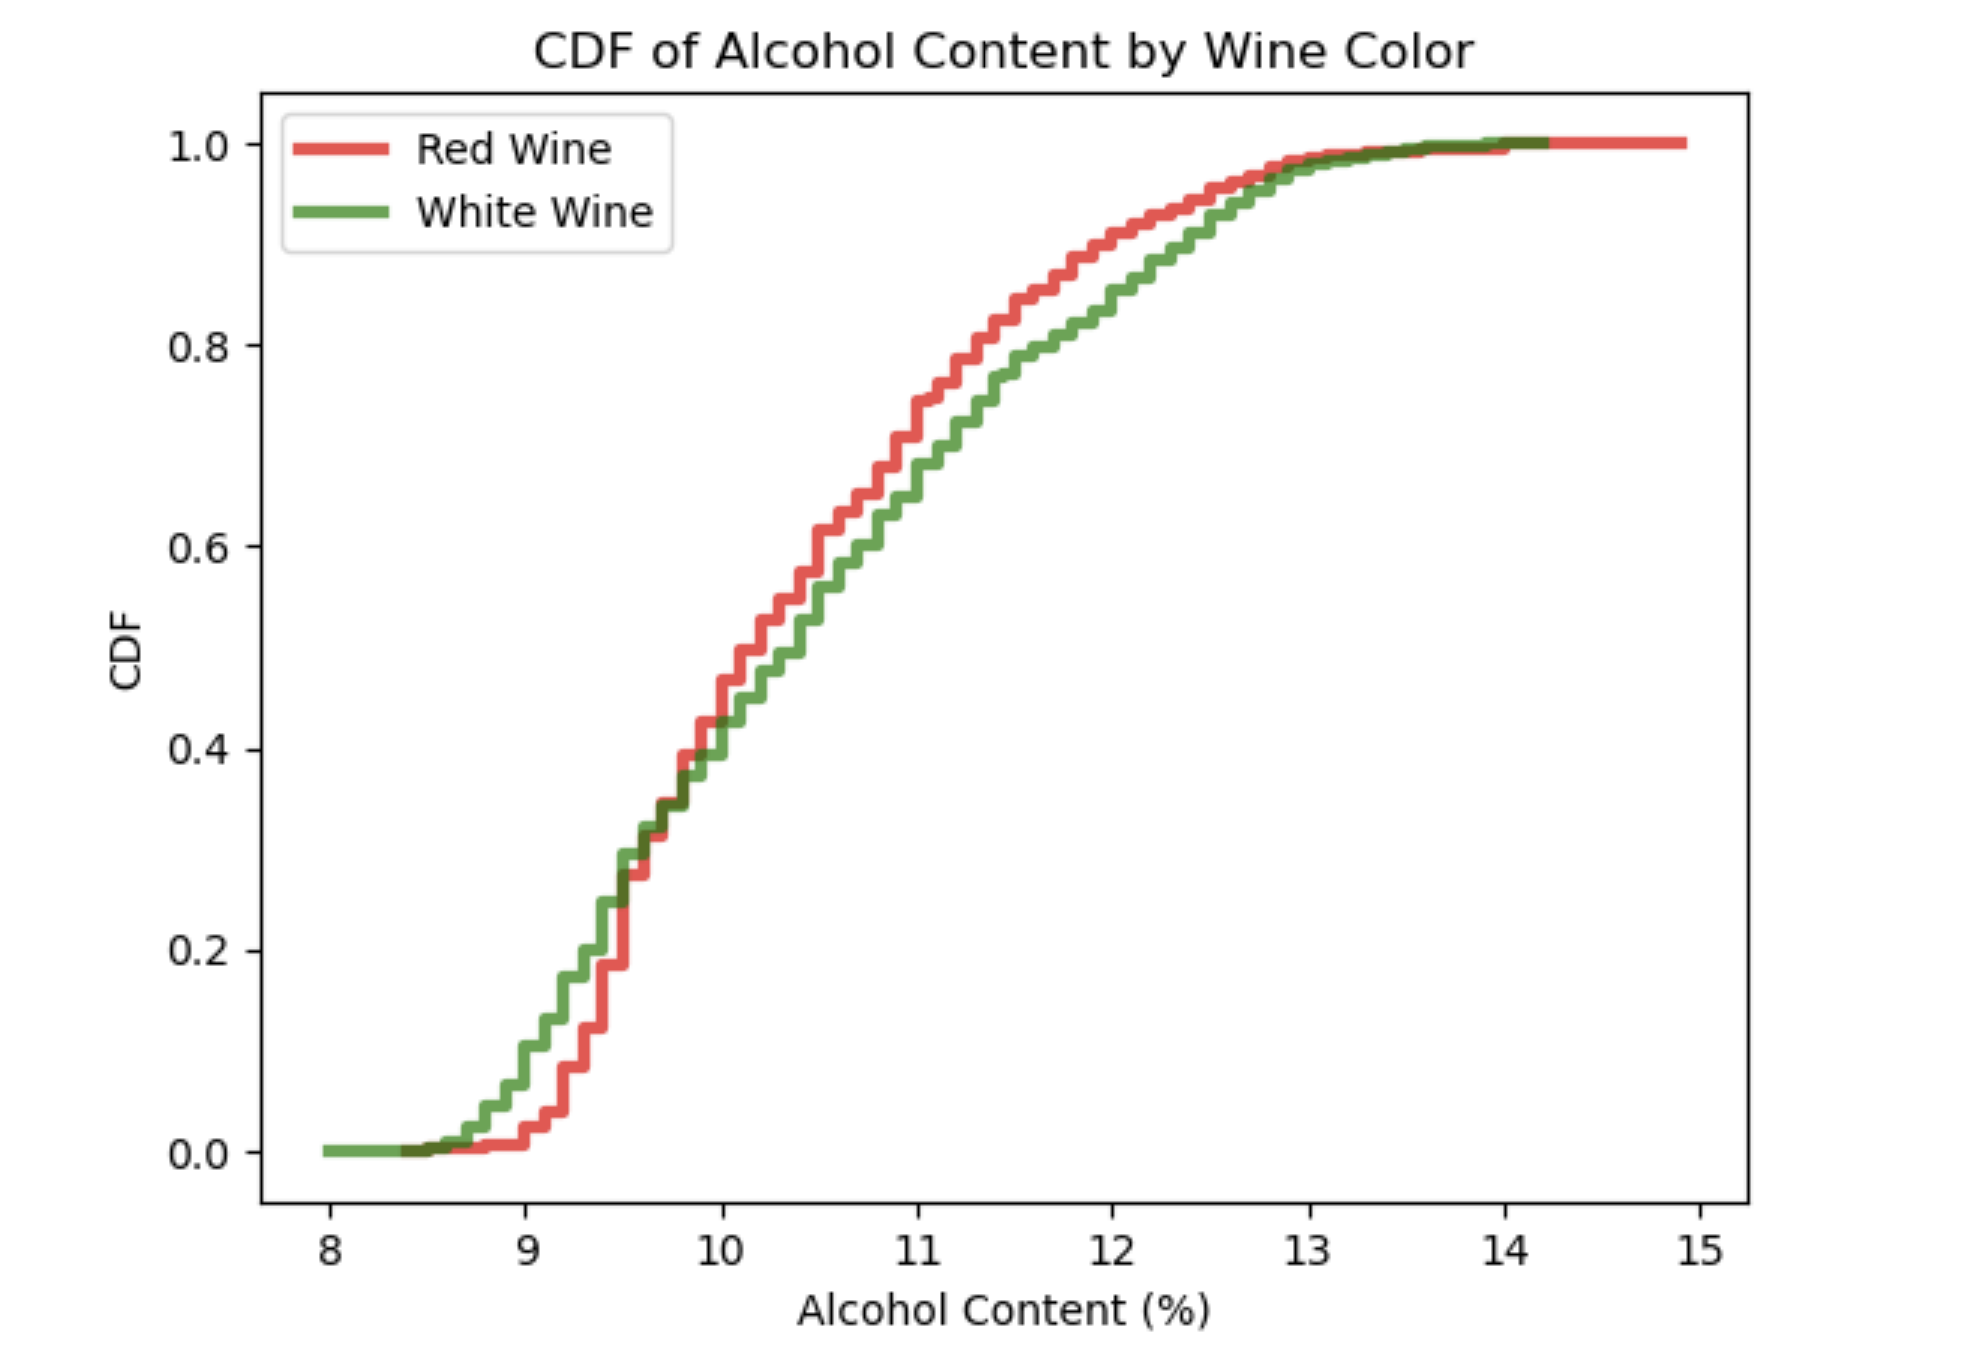 CDF of Alcohol Content by Wine Color
Red Wine
White Wine
1.0
0.8
0.6
0.4
0.2
0.0
CDF
8 9 10 11 12 13 14 15
Alcohol Content (%)